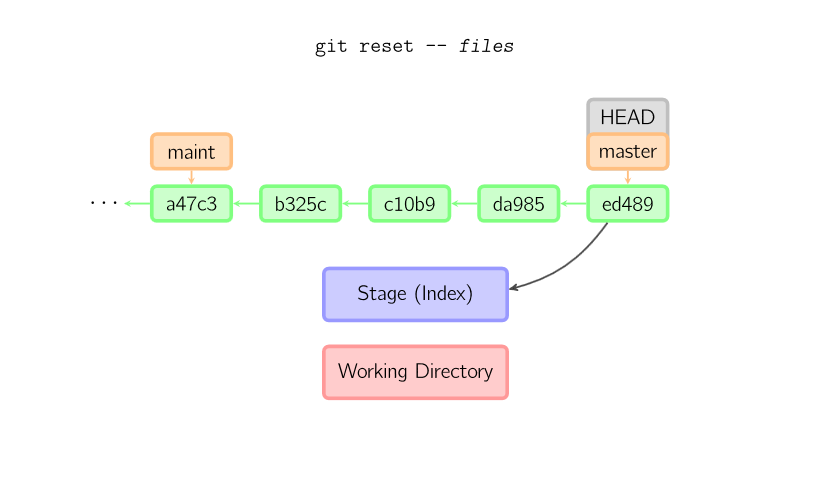 git reset -- files
HEAD
maint
master
··· a47c3 b325c c10b9 da985 ed489
Stage (Index)
Working Directory